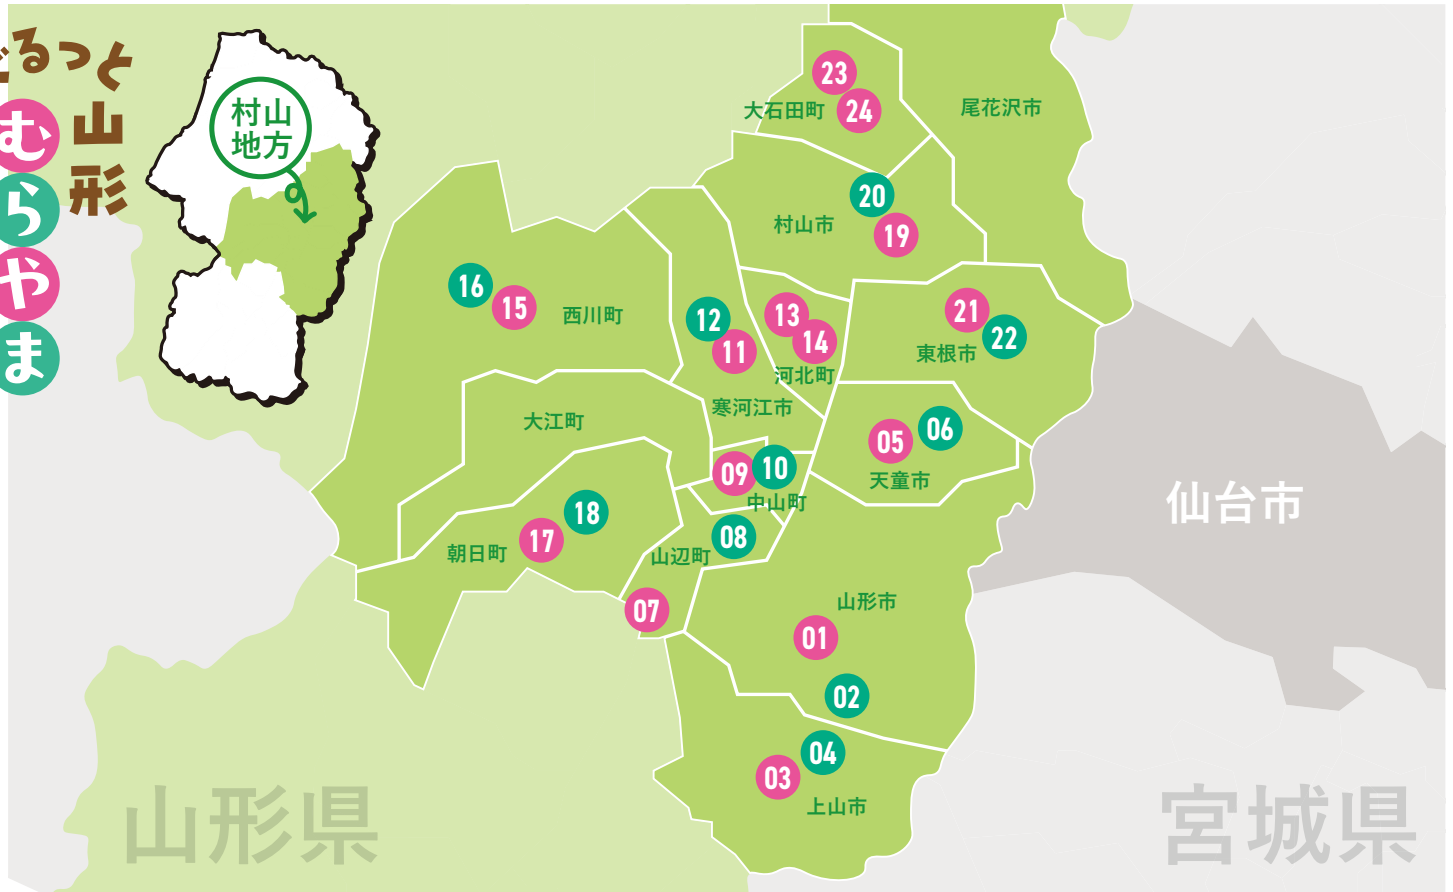 るっと
山形
むらやま
村山
地方
23
大石田町
24
尾花沢市
20
村山市
19
16
15
西川町
12
11
13
14
河北町
21
22
東根市
寒河江市
大江町
05
06
天童市
09
10
中山町
18
17
朝日町
08
山辺町
07
山形市
01
02
04
03
上山市
仙台市
山形県
宮城県